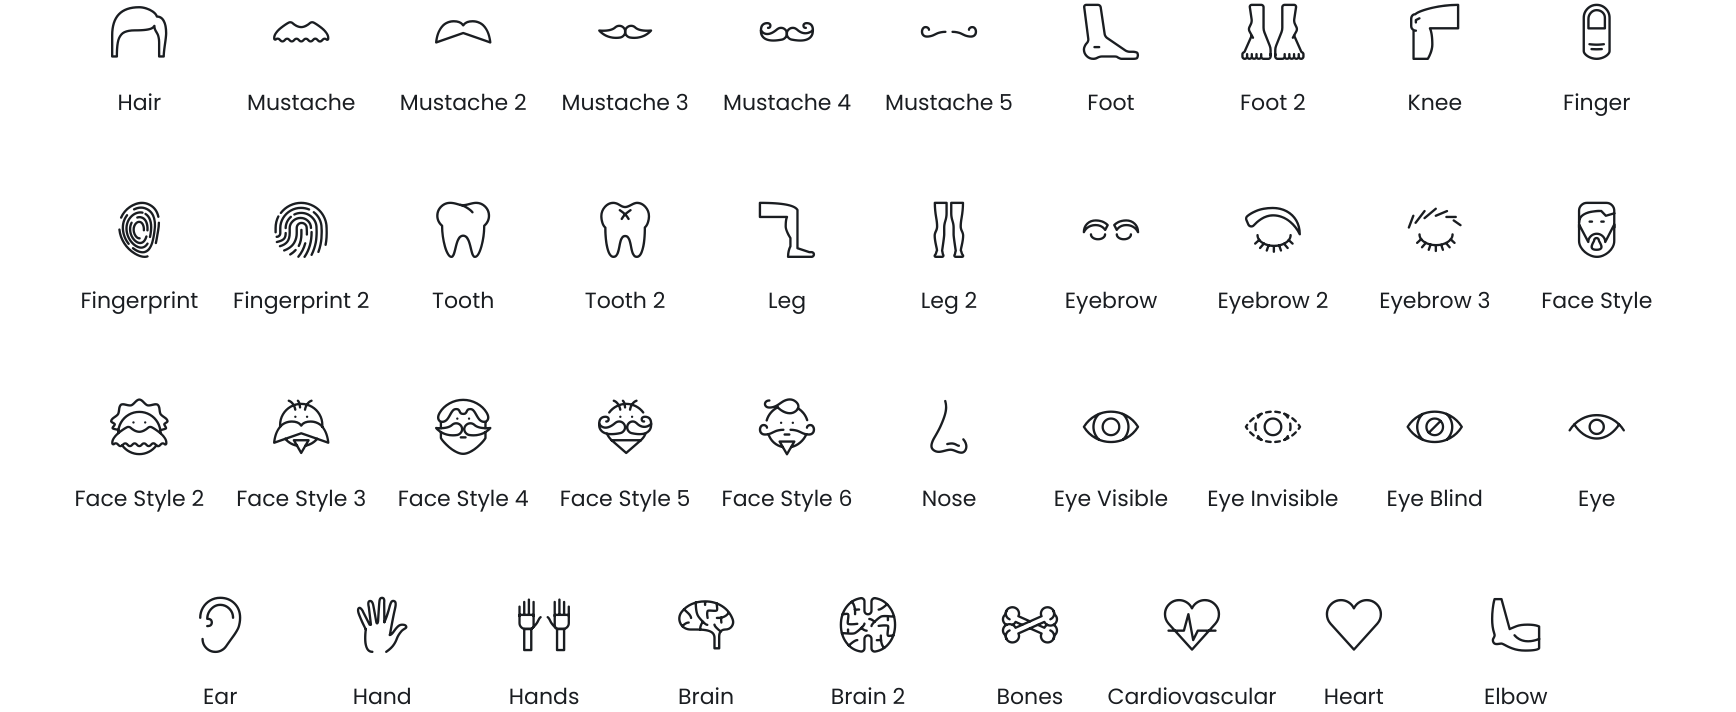 Hair Mustache Mustache 2 Mustache 3 Mustache 4 Mustache 5 Foot Foot 2 Knee Finger
Fingerprint Fingerprint 2 Tooth Tooth 2 Leg Leg 2 Eyebrow Eyebrow 2 Eyebrow 3 Face Style
Face Style 2 Face Style 3 Face Style 4 Face Style 5 Face Style 6 Nose Eye Visible Eye Invisible Eye Blind Eye
Ear Hand Hands Brain Brain 2 Bones Cardiovascular Heart Elbow